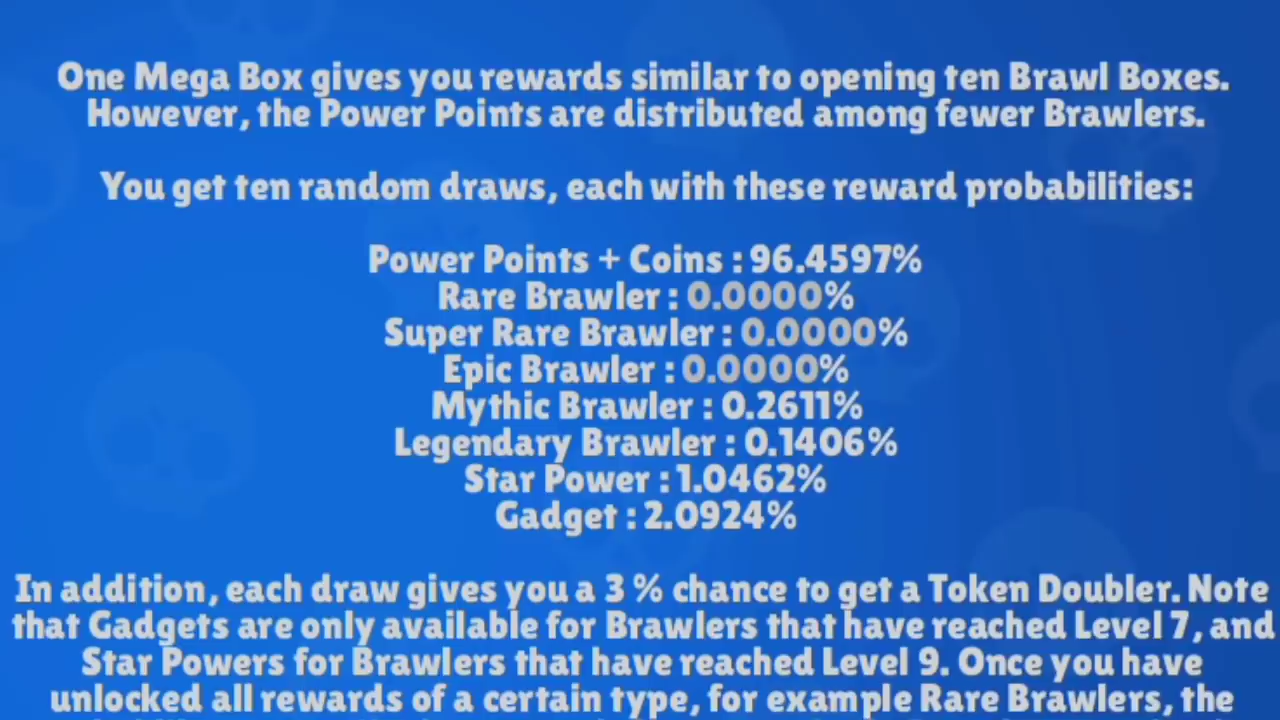 One Mega Box gives you rewards similar to opening ten Brawl Boxes.
However, the Power Points are distributed among fewer Brawlers.
You get ten random draws, each with these reward probabilities:
Power Points + Coins : 96.4597%
Rare Brawler : 0.0000%
Super Rare Brawler : 0.0000%
Epic Brawler : 0.0000%
Mythic Brawler : 0.2611%
Legendary Brawler : 0.1406%
Star Power : 1.0462%
Gadget : 2.0924%
In addition, each draw gives you a 3 % chance to get a Token Doubler. Note
that Gadgets are only available for Brawlers that have reached Level 7, and
Star Powers for Brawlers that have reached Level 9. Once you have
unlocked all rewards of a certain type, for example Rare Brawlers, the